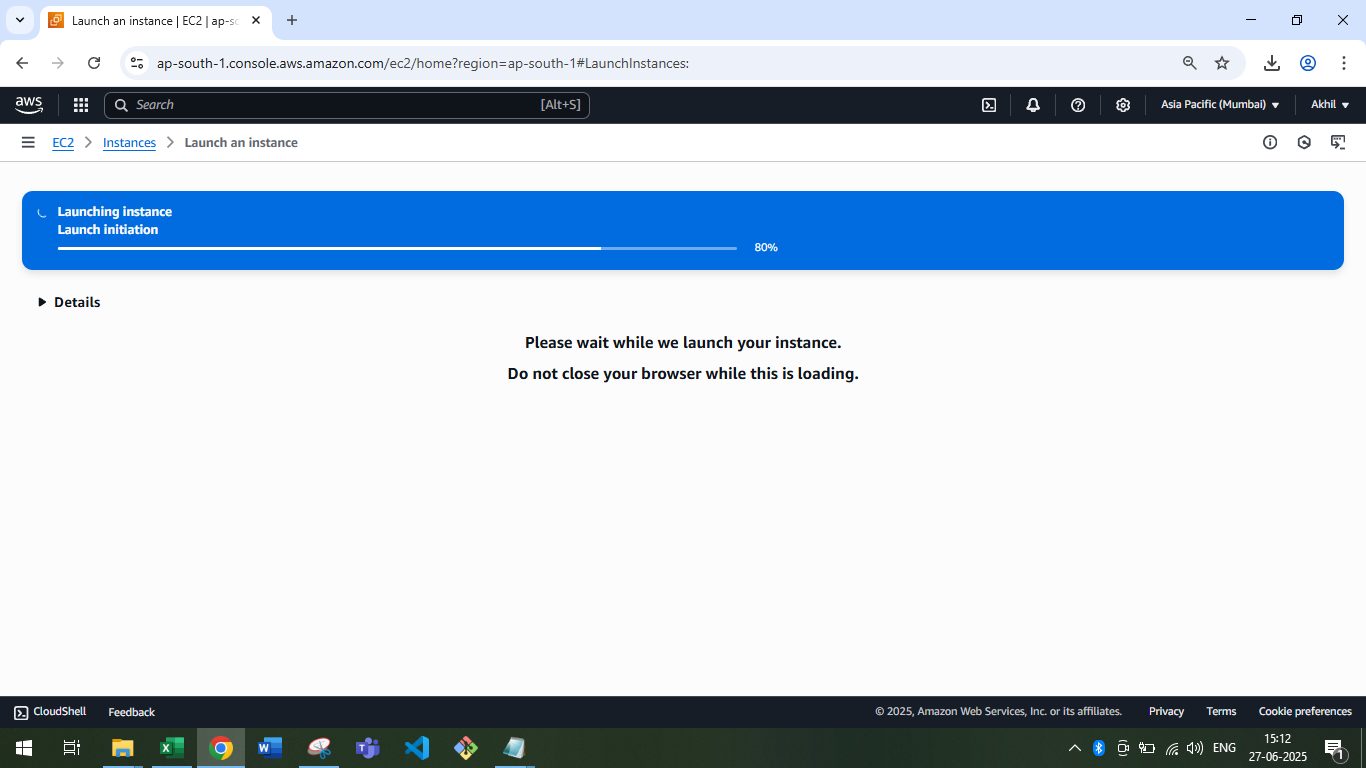 Launch an instance | EC2 | ap-sc
ap-south-1.console.aws.amazon.com/ec2/home?region=ap-south-1#LaunchInstances:
aws
Search
[Alt+S]
Asia Pacific (Mumbai)
Akhil
EC2
Instances
Launch an instance
Launching instance
Launch initiation
80%
Details
Please wait while we launch your instance.
Do not close your browser while this is loading.
CloudShell
Feedback
© 2025, Amazon Web Services, Inc. or its affiliates.
Privacy
Terms
Cookie preferences
ENG
15:12
27-06-2025
1